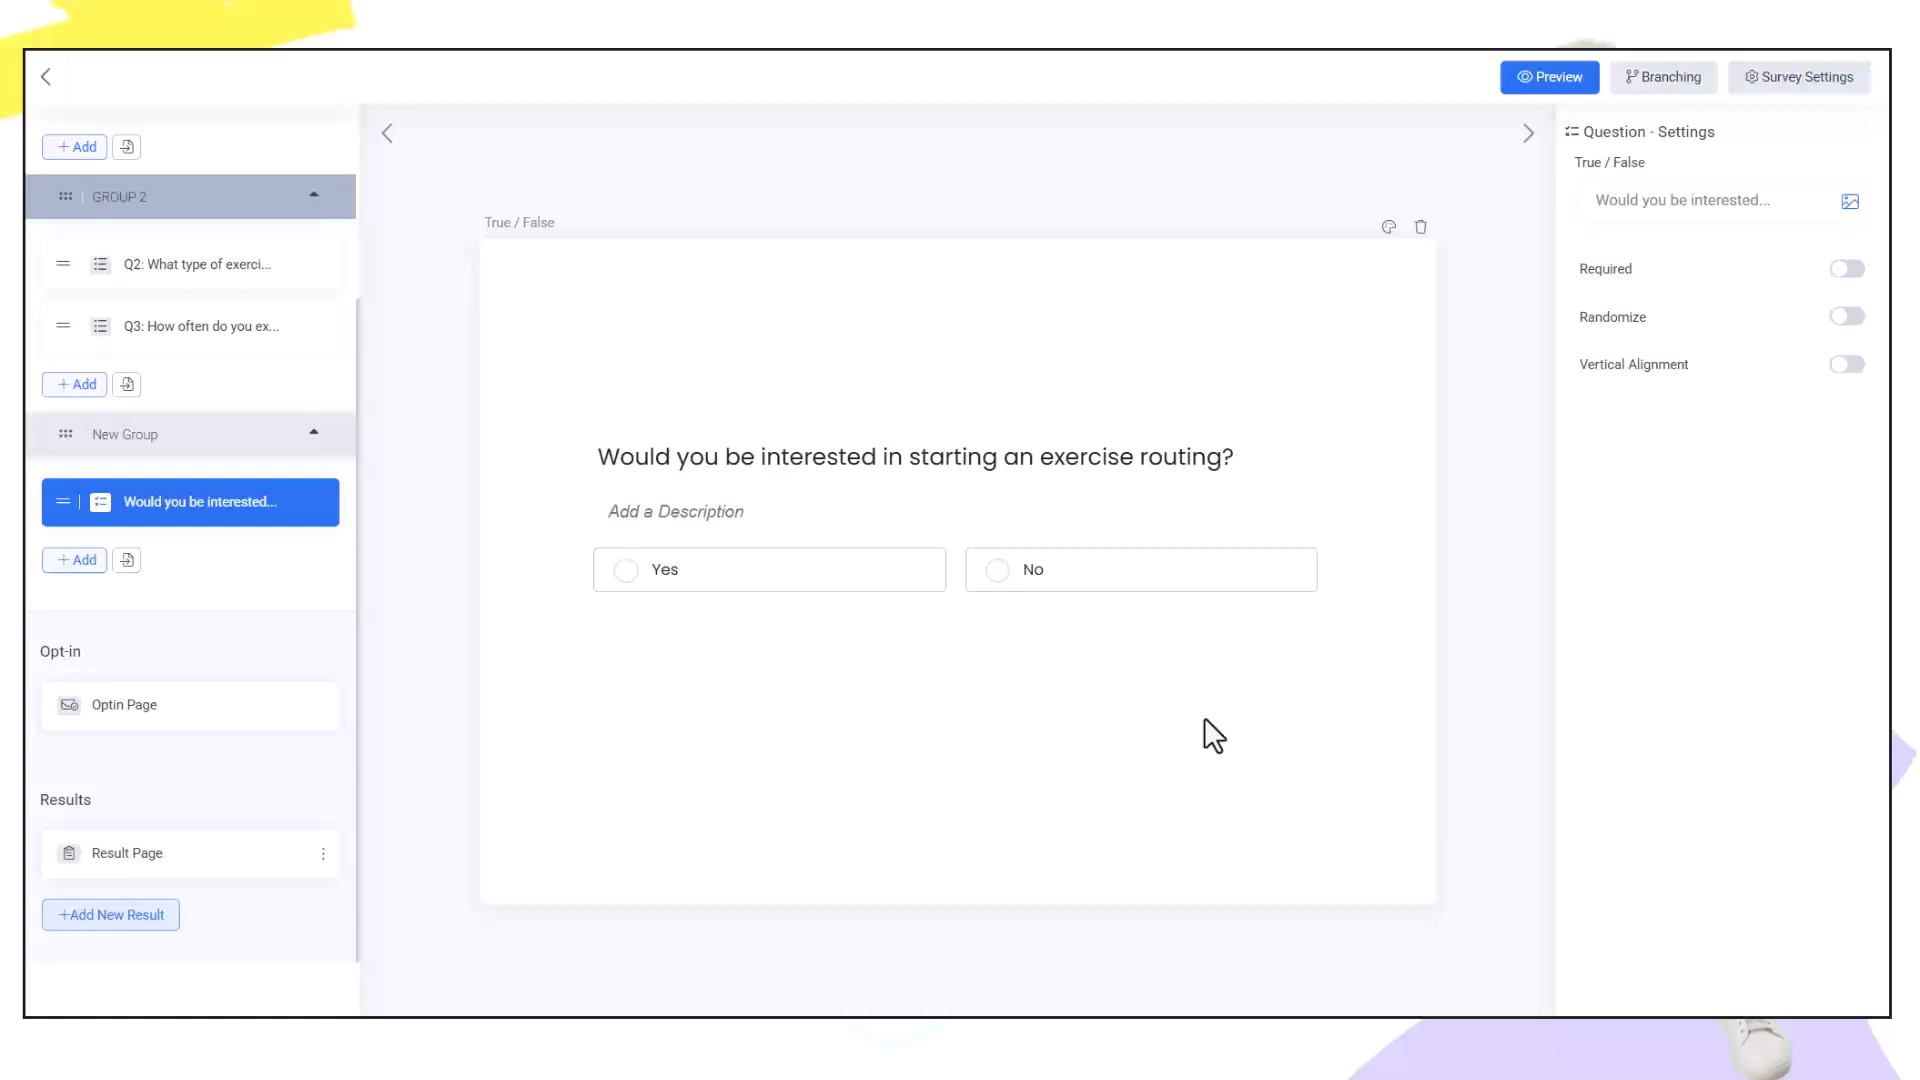 Preview
Branching
Survey Settings
+ Add
GROUP 2
Q2: What type of exerci...
Q3: How often do you ex...
+ Add
New Group
Would you be interested...
+ Add
Opt-in
Optin Page
Results
Result Page
+Add New Result
True / False
Would you be interested in starting an exercise routing?
Add a Description
Yes
No
Question - Settings
True / False
Would you be interested...
Required
Randomize
Vertical Alignment